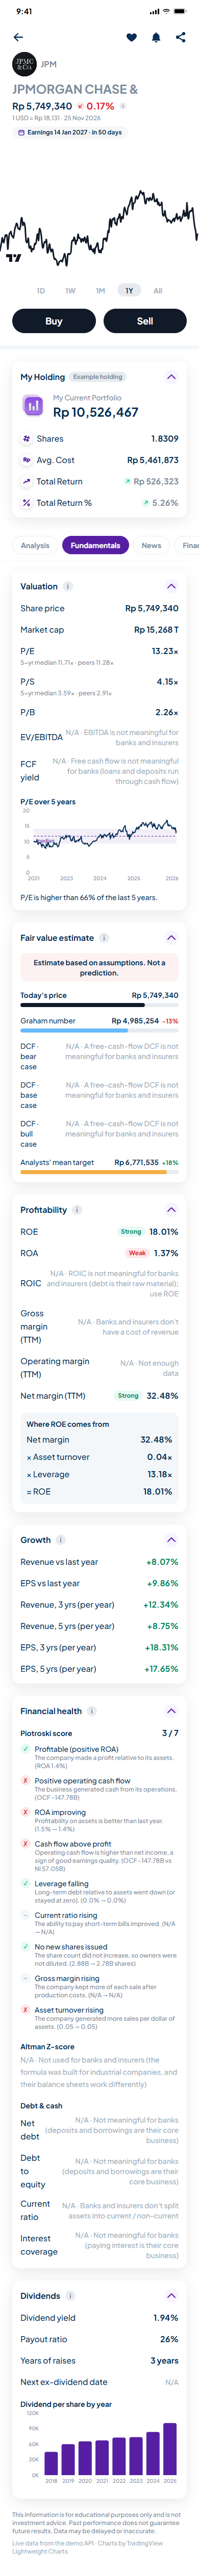 9:41
JPMC
& CO.
JPM
JPMORGAN CHASE &
Rp 5,749,340 0.17% i
1 USD = Rp 18,131 · 25 Nov 2026
Earnings 14 Jan 2027 · in 50 days
1D 1W 1M 1Y All
Buy Sell
My Holding Example holding
My Current Portfolio
Rp 10,526,467
Shares 1.8309
Avg. Cost Rp 5,461,873
Total Return Rp 526,323
Total Return % 5.26%
Analysis Fundamentals News Finan
Valuation i
Share price Rp 5,749,340
Market cap Rp 15,268 T
P/E 13.23×
5-yr median 11.71× · peers 11.28×
P/S 4.15×
5-yr median 3.59× · peers 2.91×
P/B 2.26×
EV/EBITDA N/A · EBITDA is not meaningful for banks and insurers
FCF yield N/A · Free cash flow is not meaningful for banks (loans and deposits run through cash flow)
P/E over 5 years
20
15
10
5
0
2021 2023 2024 2025 2026
P/E is higher than 66% of the last 5 years.
Fair value estimate i
Estimate based on assumptions. Not a prediction.
Today's price Rp 5,749,340
Graham number Rp 4,985,254 -13%
DCF · bear case N/A · A free-cash-flow DCF is not meaningful for banks and insurers
DCF · base case N/A · A free-cash-flow DCF is not meaningful for banks and insurers
DCF · bull case N/A · A free-cash-flow DCF is not meaningful for banks and insurers
Analysts' mean target Rp 6,771,535 +18%
Profitability i
ROE Strong 18.01%
ROA Weak 1.37%
ROIC N/A · ROIC is not meaningful for banks and insurers (debt is their raw material); use ROE
Gross margin (TTM) N/A · Banks and insurers don't have a cost of revenue
Operating margin (TTM) N/A · Not enough data
Net margin (TTM) Strong 32.48%
Where ROE comes from
Net margin 32.48%
× Asset turnover 0.04×
× Leverage 13.18×
= ROE 18.01%
Growth i
Revenue vs last year +8.07%
EPS vs last year +9.86%
Revenue, 3 yrs (per year) +12.34%
Revenue, 5 yrs (per year) +8.75%
EPS, 3 yrs (per year) +18.31%
EPS, 5 yrs (per year) +17.65%
Financial health i
Piotroski score 3 / 7
Profitable (positive ROA)
The company made a profit relative to its assets. (ROA 1.4%)
Positive operating cash flow
The business generated cash from its operations. (OCF -147.78B)
ROA improving
Profitability on assets is better than last year. (1.5% → 1.4%)
Cash flow above profit
Operating cash flow is higher than net income, a sign of good earnings quality. (OCF -147.78B vs NI 57.05B)
Leverage falling
Long-term debt relative to assets went down (or stayed at zero). (0.0% → 0.0%)
Current ratio rising
The ability to pay short-term bills improved. (N/A → N/A)
No new shares issued
The share count did not increase, so owners were not diluted. (2.88B → 2.78B shares)
Gross margin rising
The company kept more of each sale after production costs. (N/A → N/A)
Asset turnover rising
The company generated more sales per dollar of assets. (0.05 → 0.05)
Altman Z-score
N/A · Not used for banks and insurers (the formula was built for industrial companies, and their balance sheets work differently)
Debt & cash
Net debt N/A · Not meaningful for banks (deposits and borrowings are their core business)
Debt to equity N/A · Not meaningful for banks (deposits and borrowings are their core business)
Current ratio N/A · Banks and insurers don't split assets into current / non-current
Interest coverage N/A · Not meaningful for banks (paying interest is their core business)
Dividends i
Dividend yield 1.94%
Payout ratio 26%
Years of raises 3 years
Next ex-dividend date N/A
Dividend per share by year
120K
90K
60K
30K
0K
2018 2019 2020 2021 2022 2023 2024 2025
This information is for educational purposes only and is not investment advice. Past performance does not guarantee future results. Data may be delayed or inaccurate.
Live data from the demo API · Charts by TradingView
Lightweight Charts